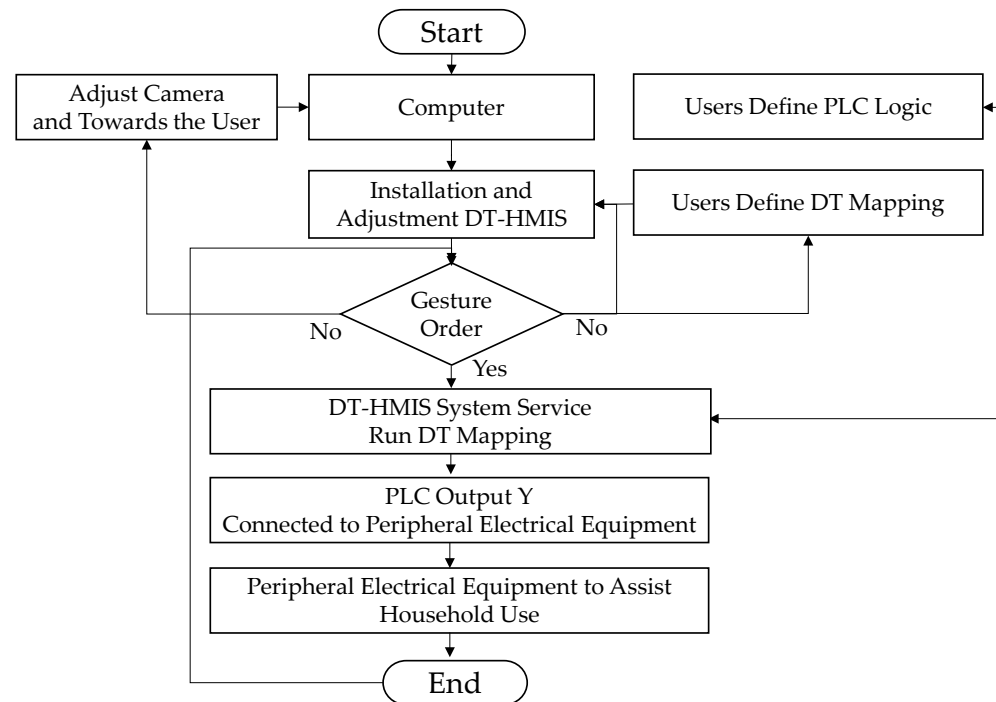 Start
Adjust Camera
and Towards the User
Computer
Users Define PLC Logic
Installation and
Adjustment DT-HMIS
Users Define DT Mapping
Gesture
Order
No
No
Yes
DT-HMIS System Service
Run DT Mapping
PLC Output Y
Connected to Peripheral Electrical Equipment
Peripheral Electrical Equipment to Assist
Household Use
End